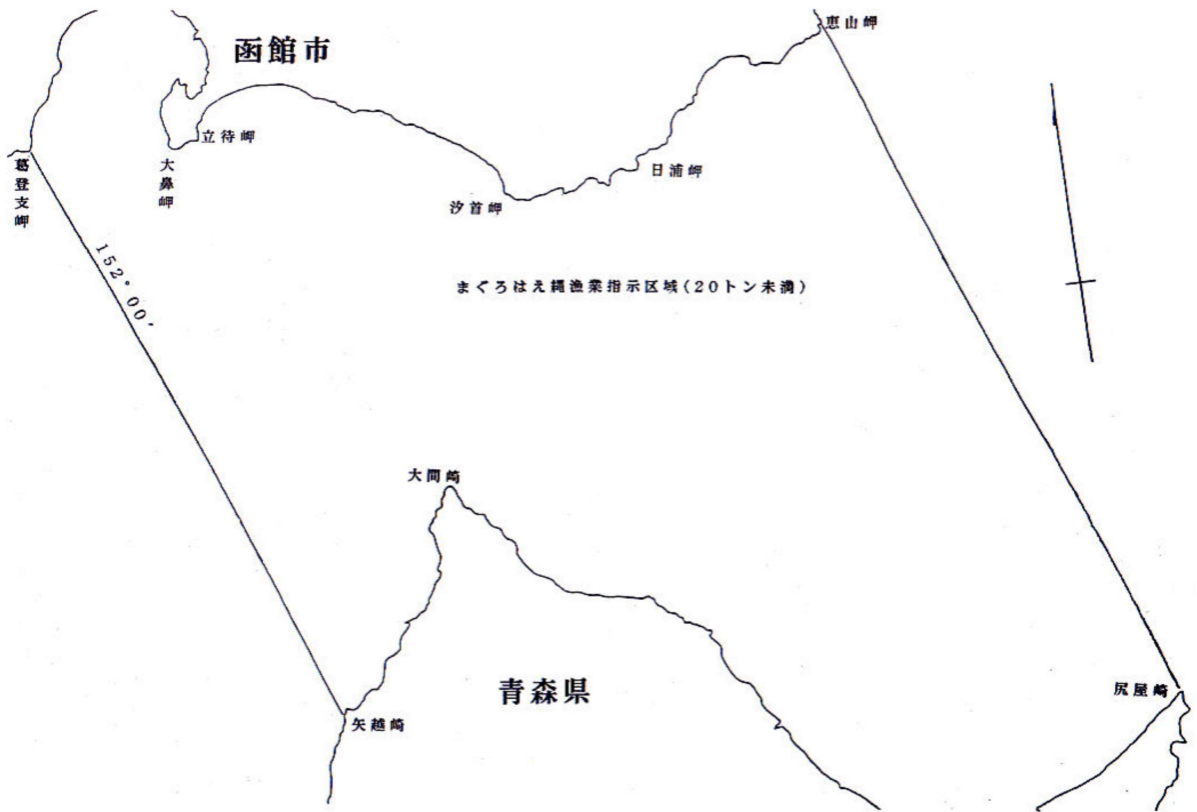 恵山岬
函館市
立待岬
葛登支岬
大鼻岬
日浦岬
汐首岬
152°00′
まぐろはえ縄漁業指示区域(20トン未満)
大間崎
青森県
尻屋崎
矢越崎